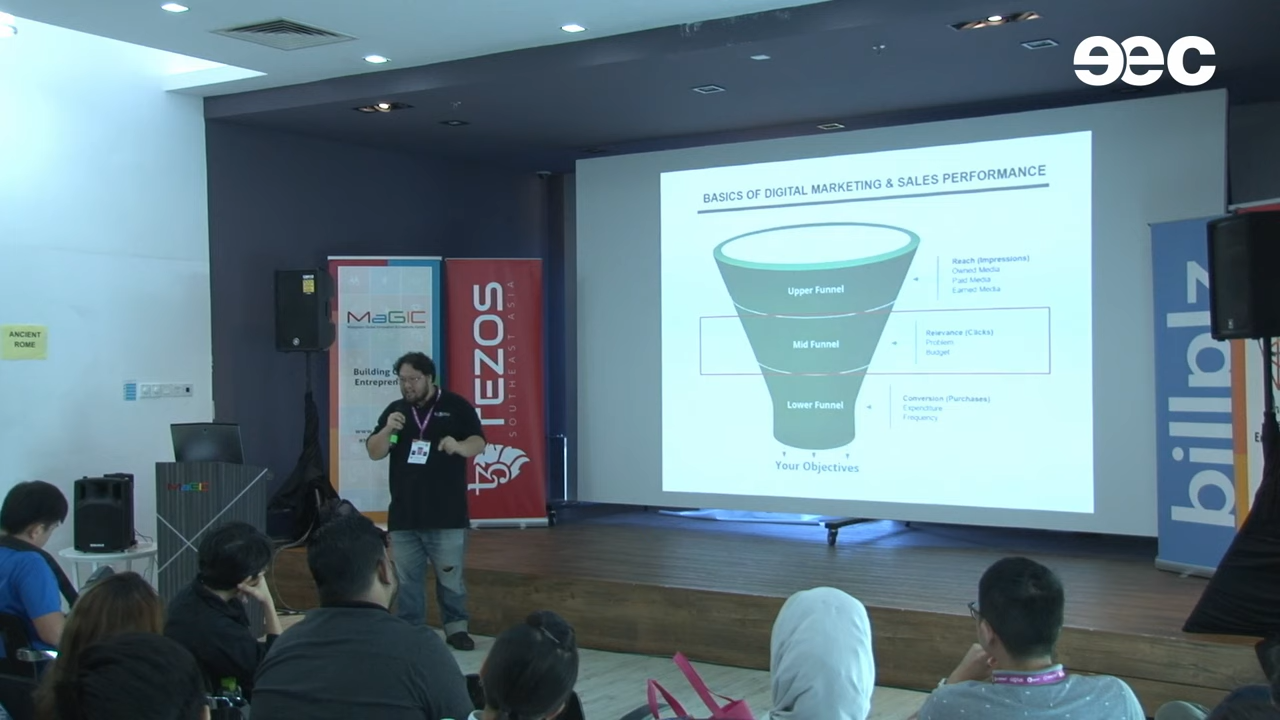 eec
BASICS OF DIGITAL MARKETING & SALES PERFORMANCE
Upper Funnel
Mid Funnel
Lower Funnel
Your Objectives
Reach (Impressions)
Owned Media
Paid Media
Earned Media
Relevance (Clicks)
Problem
Budget
Conversion (Purchases)
Expenditure
Frequency
ANCIENT
ROME
MaGIC
Building
Entrepren
TEZOS
SOUTHEAST ASIA
MaGIC
billplz